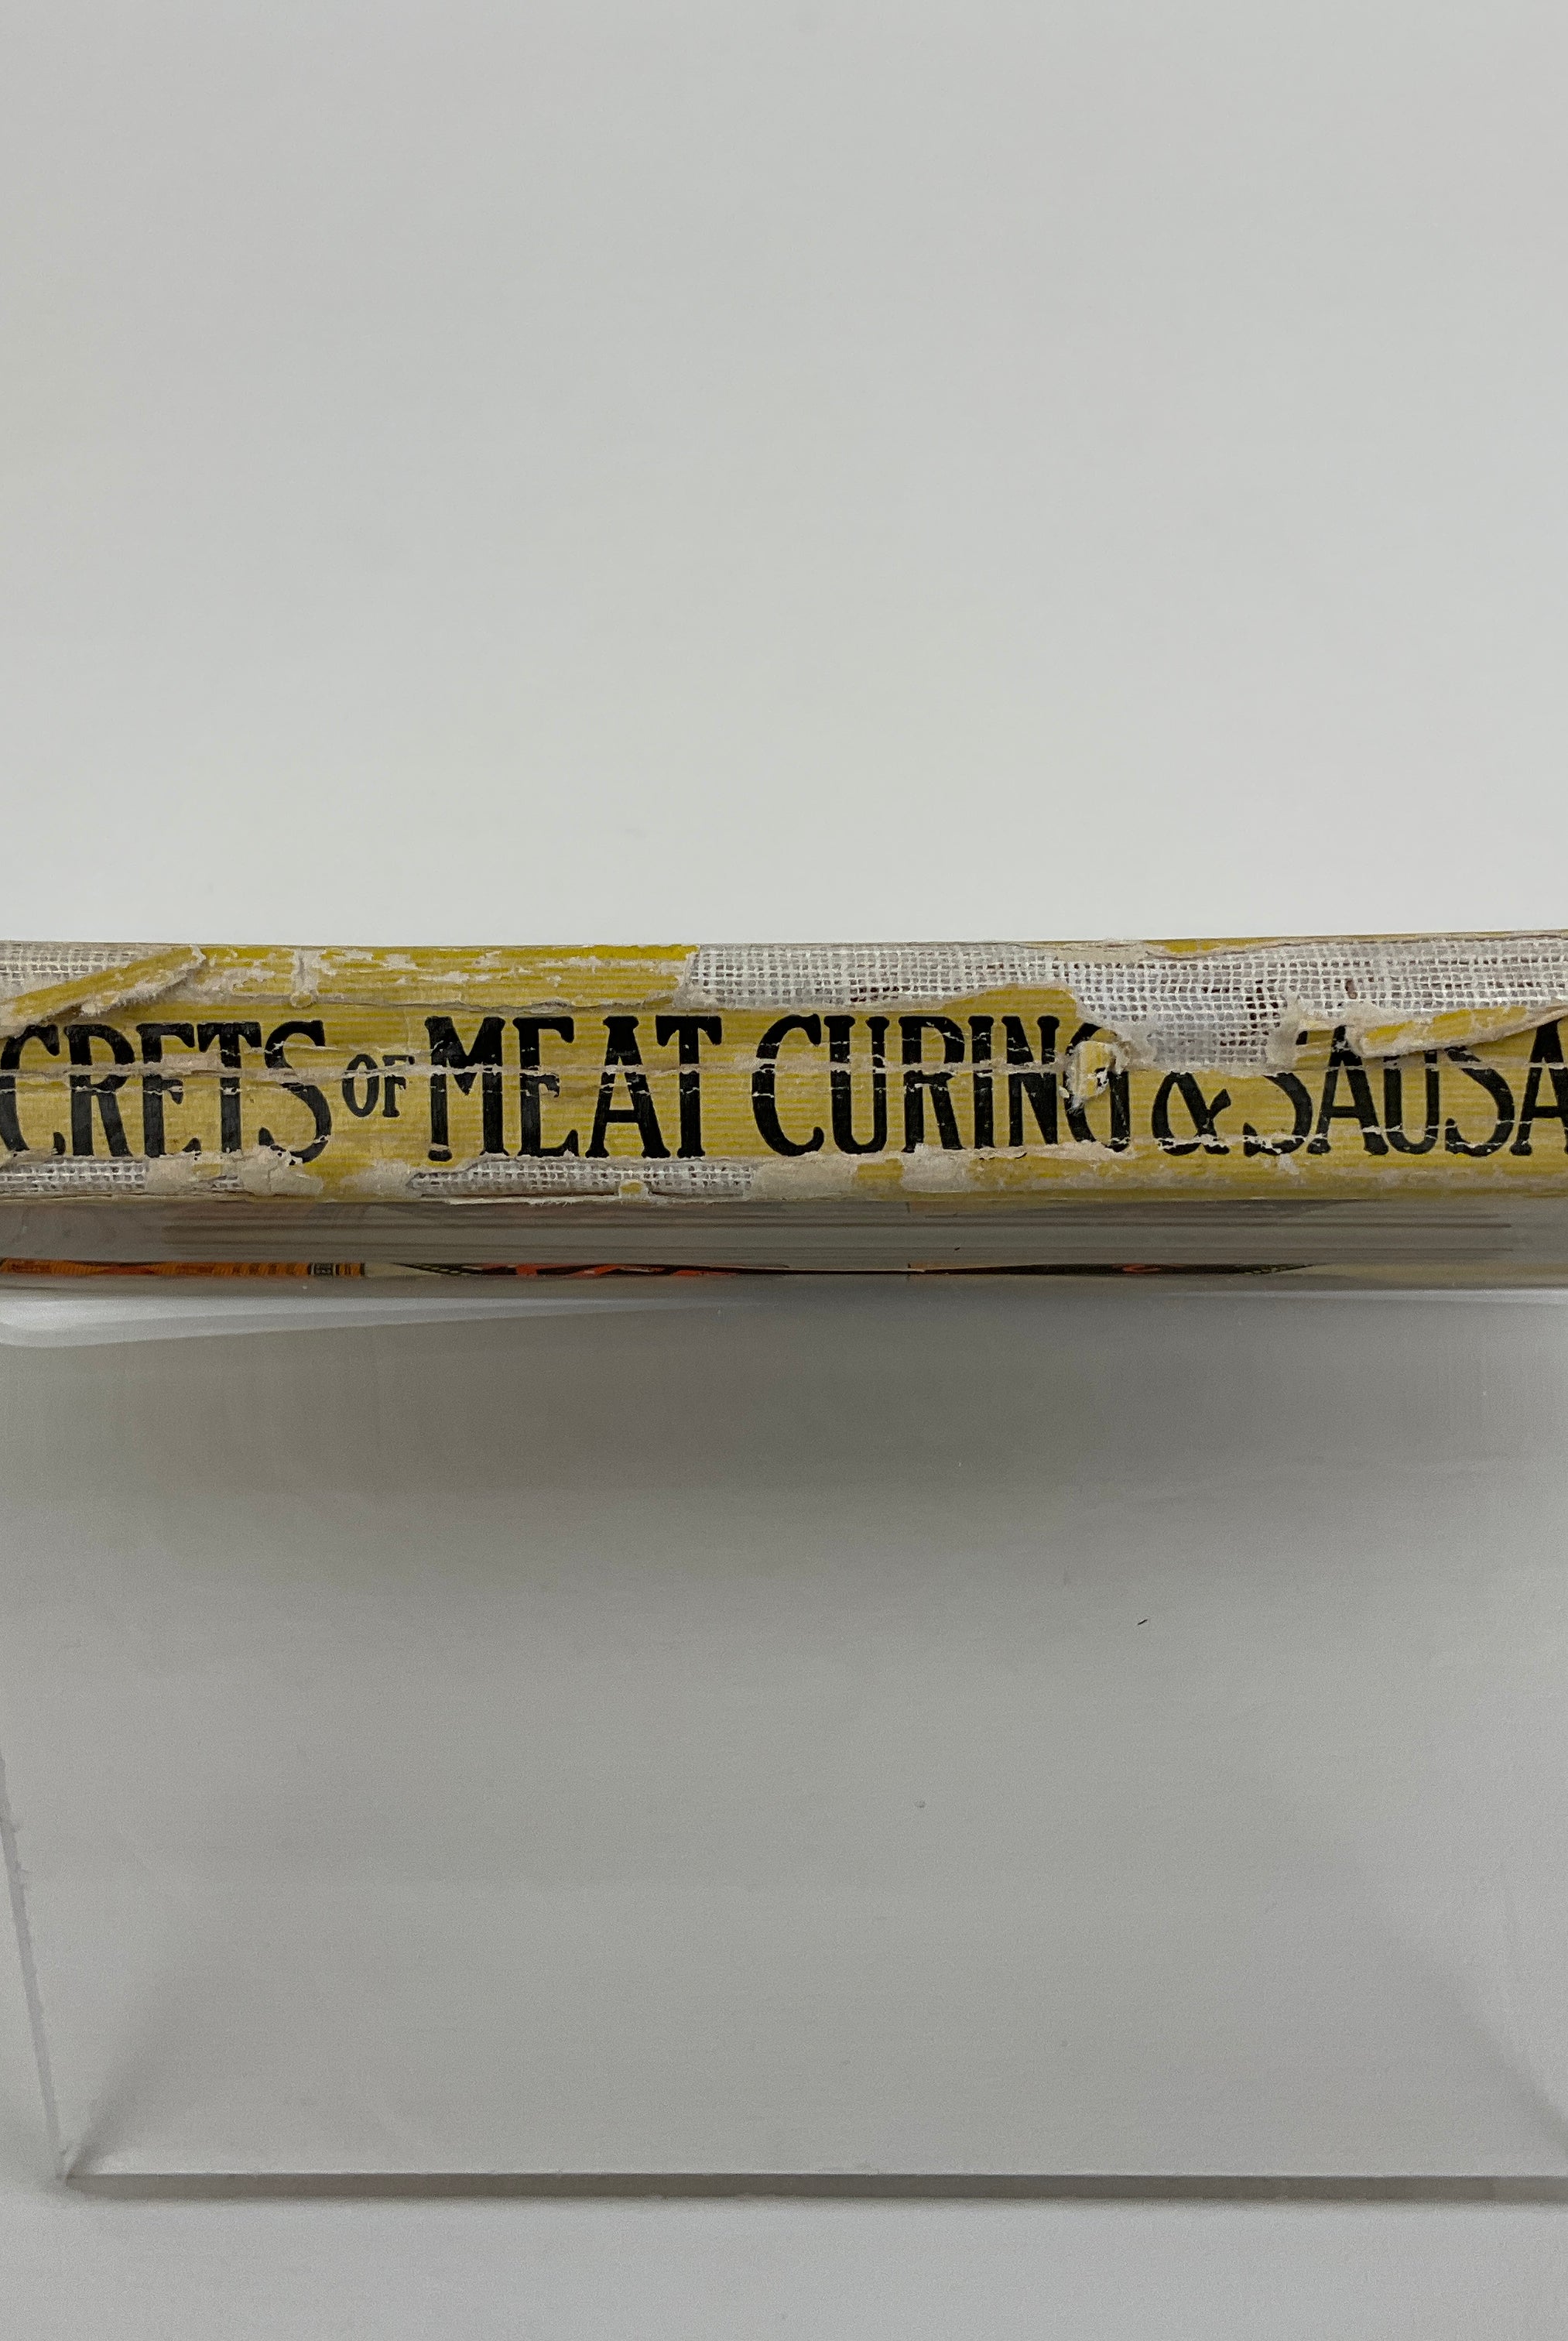 CRETS OF MEAT CURING & SAUSA